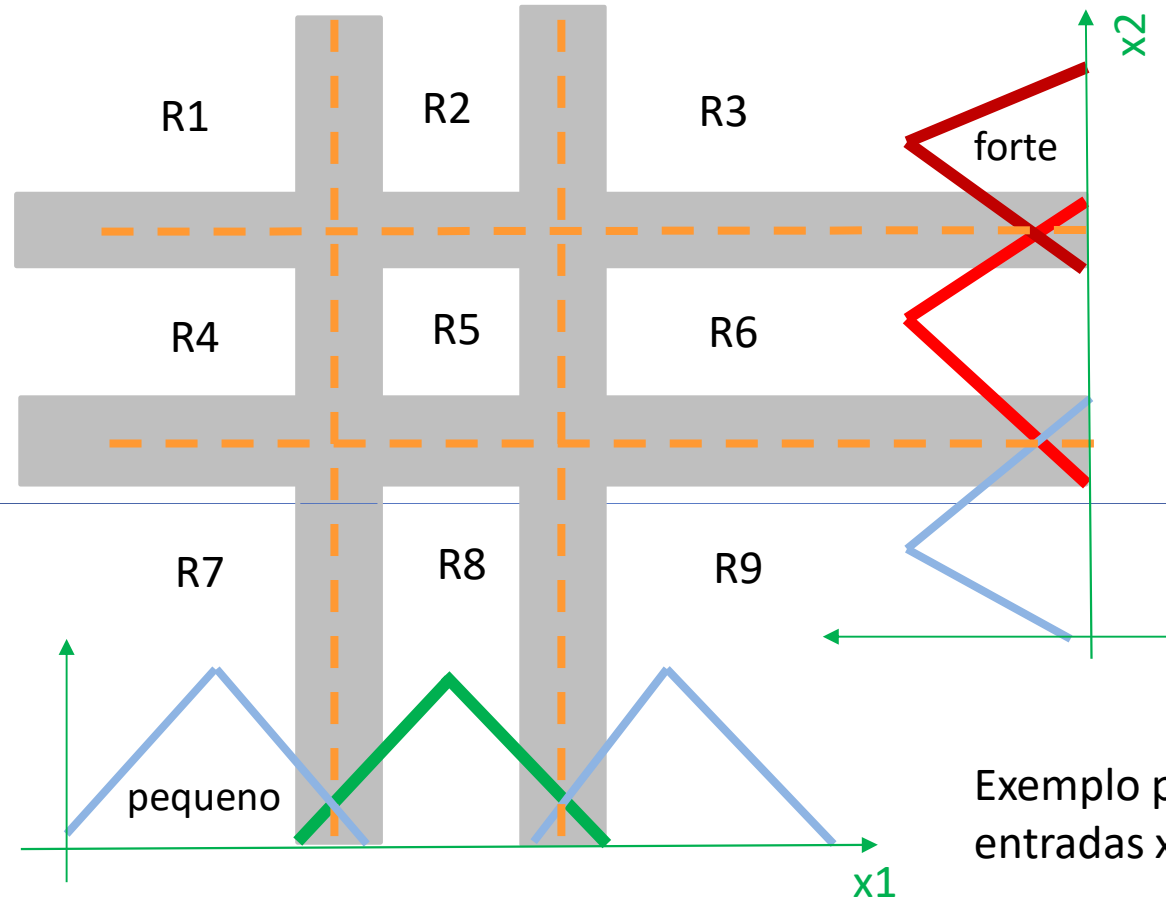 x2
R1 R2 R3
forte
R4 R5 R6
R7 R8 R9
pequeno
Exemplo p
entradas x
x1